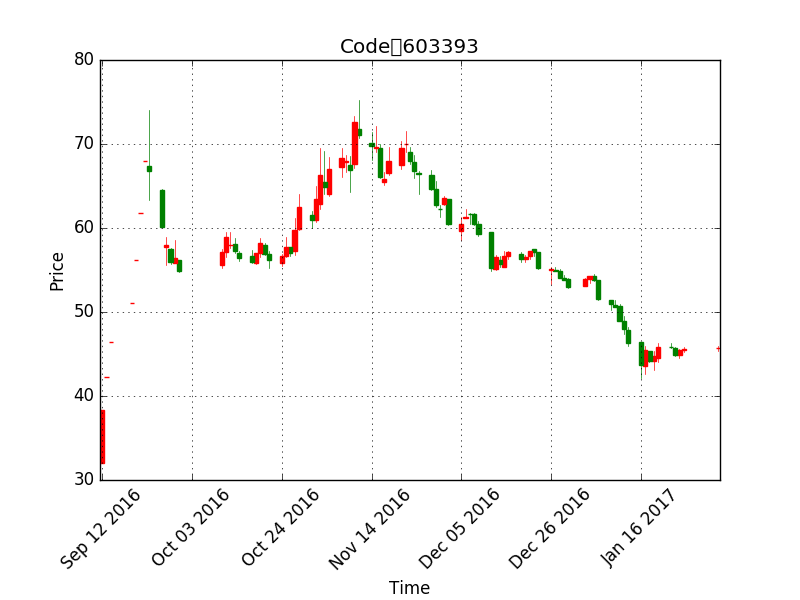 Code▯603393
80
70
60
50
40
30
Price
Sep 12 2016
Oct 03 2016
Oct 24 2016
Nov 14 2016
Dec 05 2016
Dec 26 2016
Jan 16 2017
Time